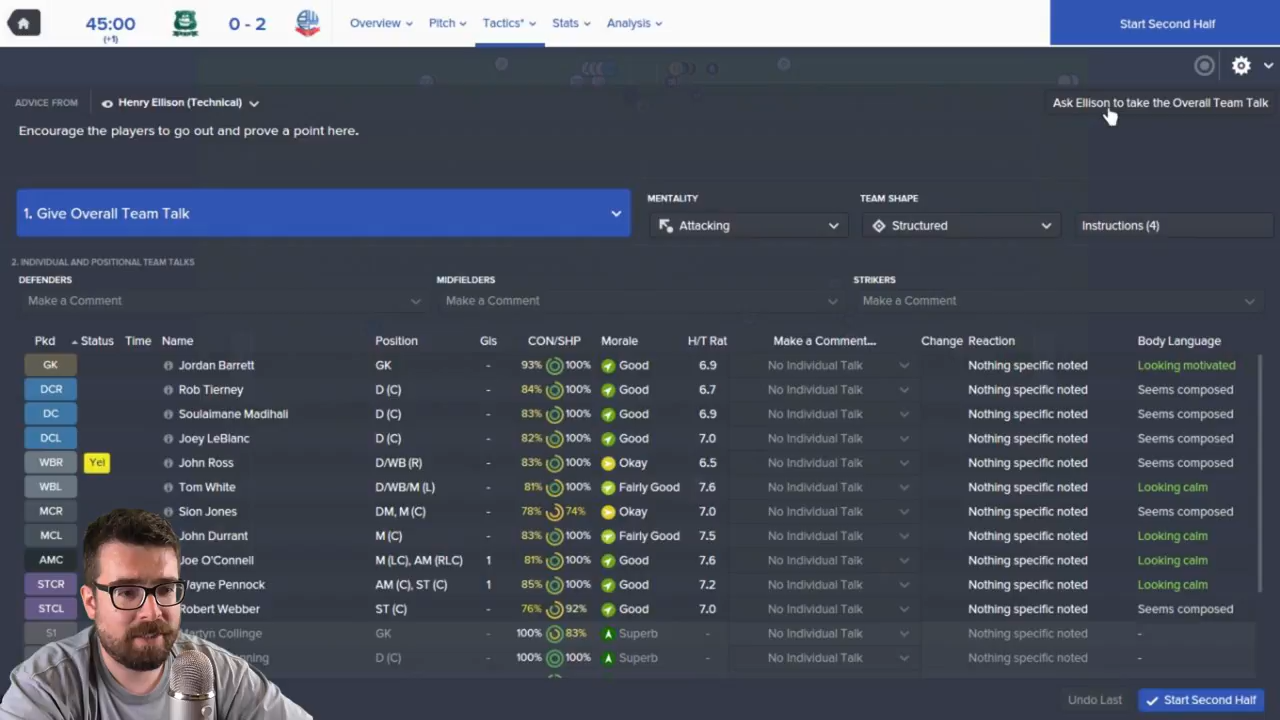 45:00 0 - 2 Overview Pitch Tactics* Stats Analysis Start Second Half
(+1)
ADVICE FROM Henry Ellison (Technical) Ask Ellison to take the Overall Team Talk
Encourage the players to go out and prove a point here.
MENTALITY TEAM SHAPE
1. Give Overall Team Talk Attacking Structured Instructions (4)
2. INDIVIDUAL AND POSITIONAL TEAM TALKS
DEFENDERS MIDFIELDERS STRIKERS
Make a Comment Make a Comment Make a Comment
Pkd Status Time Name Position Gls CON/SHP Morale H/T Rat Make a Comment... Change Reaction Body Language
GK Jordan Barrett GK - 93% 100% Good 6.9 No Individual Talk Nothing specific noted Looking motivated
DCR Rob Tierney D (C) - 84% 100% Good 6.7 No Individual Talk Nothing specific noted Seems composed
DC Soulaimane Madihali D (C) - 83% 100% Good 6.9 No Individual Talk Nothing specific noted Seems composed
DCL Joey LeBlanc D (C) - 82% 100% Good 7.0 No Individual Talk Nothing specific noted Seems composed
WBR Yel John Ross D/WB (R) - 83% 100% Okay 6.5 No Individual Talk Nothing specific noted Seems composed
WBL Tom White D/WB/M (L) - 81% 100% Fairly Good 7.6 No Individual Talk Nothing specific noted Looking calm
MCR Sion Jones DM, M (C) - 78% 74% Okay 7.0 No Individual Talk Nothing specific noted Seems composed
MCL John Durrant M (C) - 83% 100% Fairly Good 7.5 No Individual Talk Nothing specific noted Looking calm
AMC Joe O'Connell M (LC), AM (RLC) 1 81% 100% Good 7.6 No Individual Talk Nothing specific noted Looking calm
STCR Wayne Pennock AM (C), ST (C) 1 85% 100% Good 7.2 No Individual Talk Nothing specific noted Looking calm
STCL Robert Webber ST (C) - 76% 92% Good 7.0 No Individual Talk Nothing specific noted Seems composed
S1 Martyn Collinge GK - 100% 83% Superb - No Individual Talk Nothing specific noted -
D (C) - 100% 100% Superb - No Individual Talk Nothing specific noted -
Undo Last Start Second Half